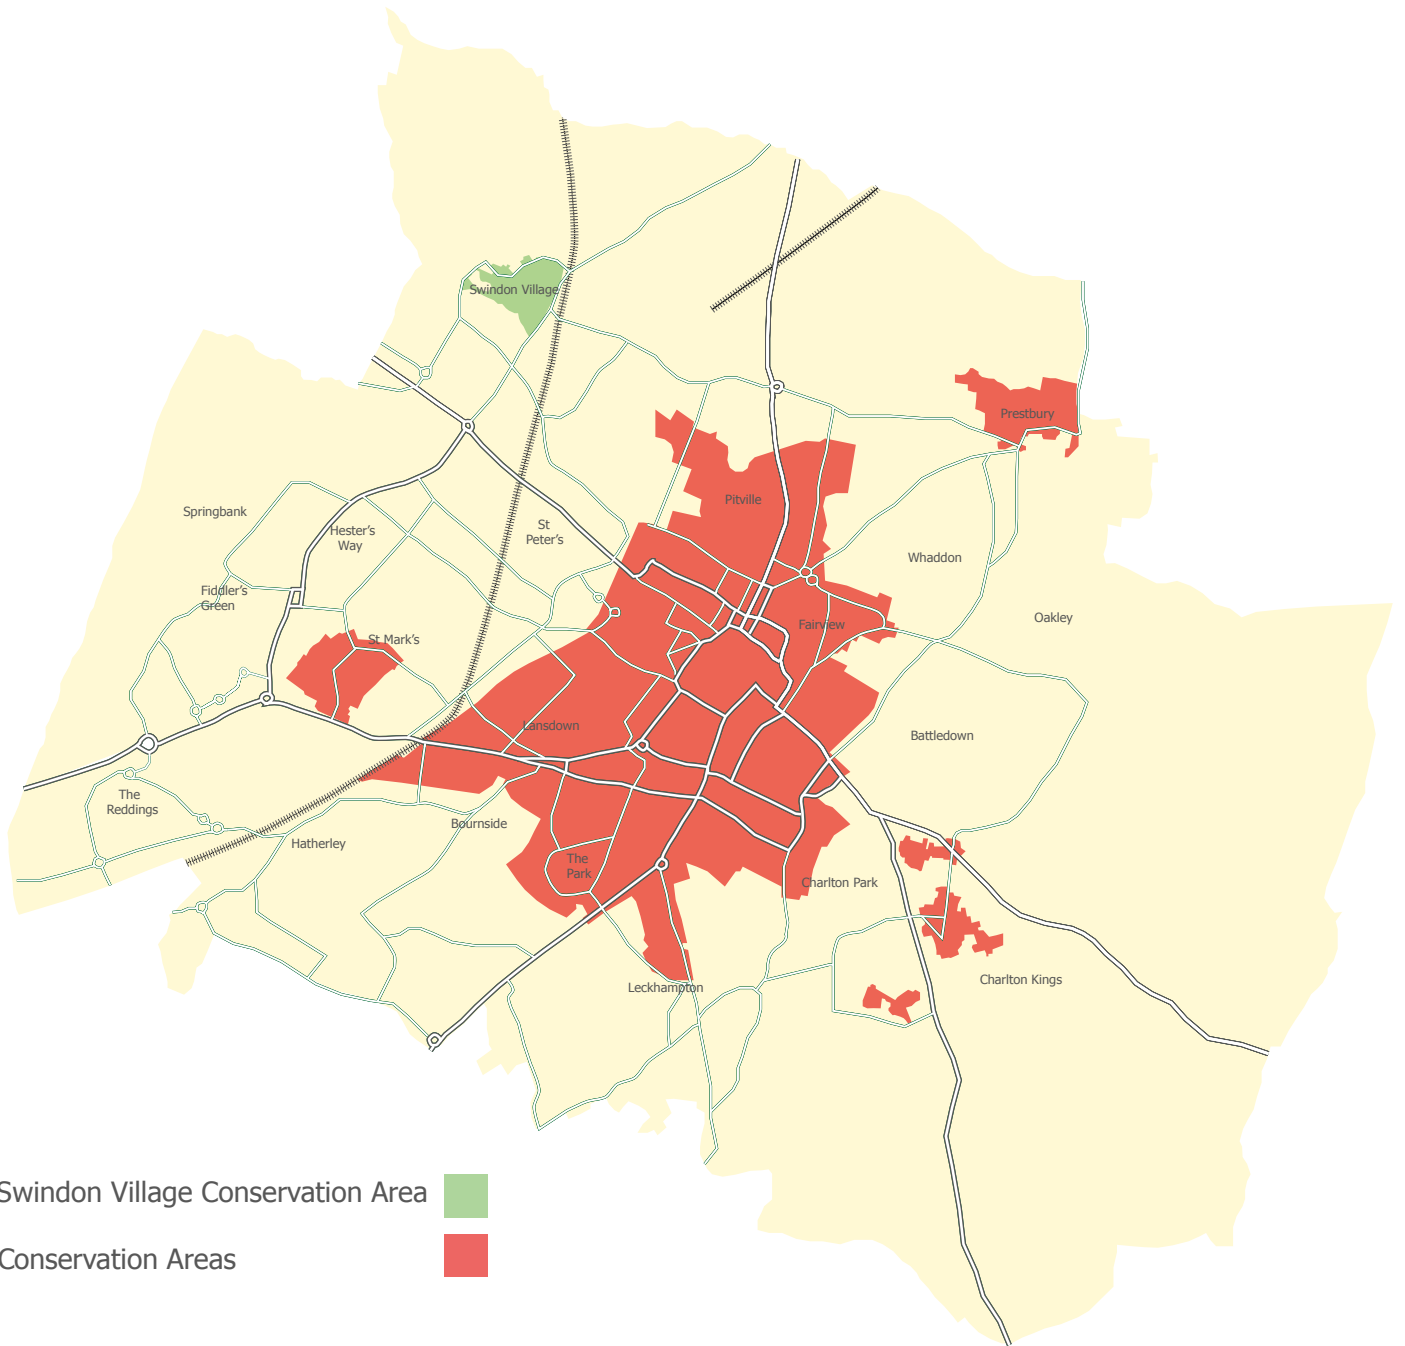 Swindon Village
Prestbury
Pitville
Springbank
Hester's
Way
St
Peter's
Whaddon
Fiddler's
Green
Oakley
Fairview
St Mark's
Lansdown
Battledown
The
Reddings
Bournside
Hatherley
The
Park
Charlton Park
Charlton Kings
Leckhampton
Swindon Village Conservation Area
Conservation Areas